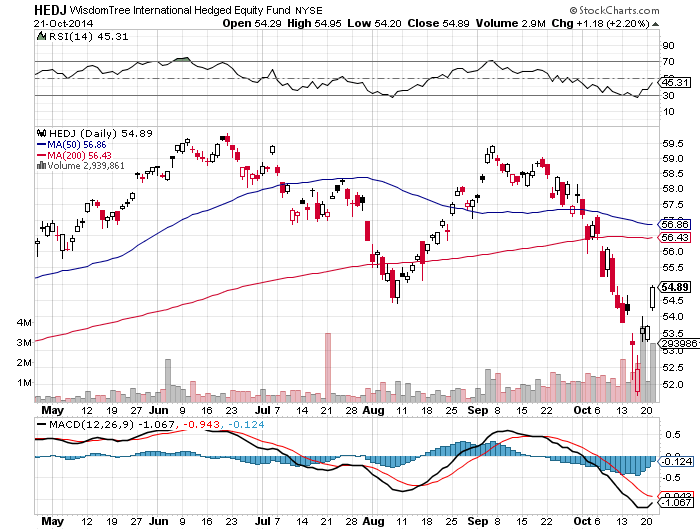 HEDJ WisdomTree International Hedged Equity Fund NYSE © StockCharts.com
21-Oct-2014 Open 54.29 High 54.95 Low 54.20 Close 54.89 Volume 2.9M Chg +1.18 (+2.20%)
RSI(14) 45.31
90
70
50
45.31
30
10
HEDJ (Daily) 54.89
MA(50) 56.86
MA(200) 56.43
Volume 2,939,861
59.5
59.0
58.5
58.0
57.5
57.0
56.86
56.43
56.0
55.5
54.89
54.5
54.0
53.5
2939861
53.0
52.5
52.0
4M
3M
2M
1M
May 12 19 27 Jun 9 16 23 Jul 7 14 21 28 Aug 11 18 25 Sep 8 15 22 Oct 6 13 20
MACD(12,26,9) -1.067, -0.943, -0.124
0.5
0.0
-0.124
-0.5
-0.943
-1.067
May 12 19 27 Jun 9 16 23 Jul 7 14 21 28 Aug 11 18 25 Sep 8 15 22 Oct 6 13 20